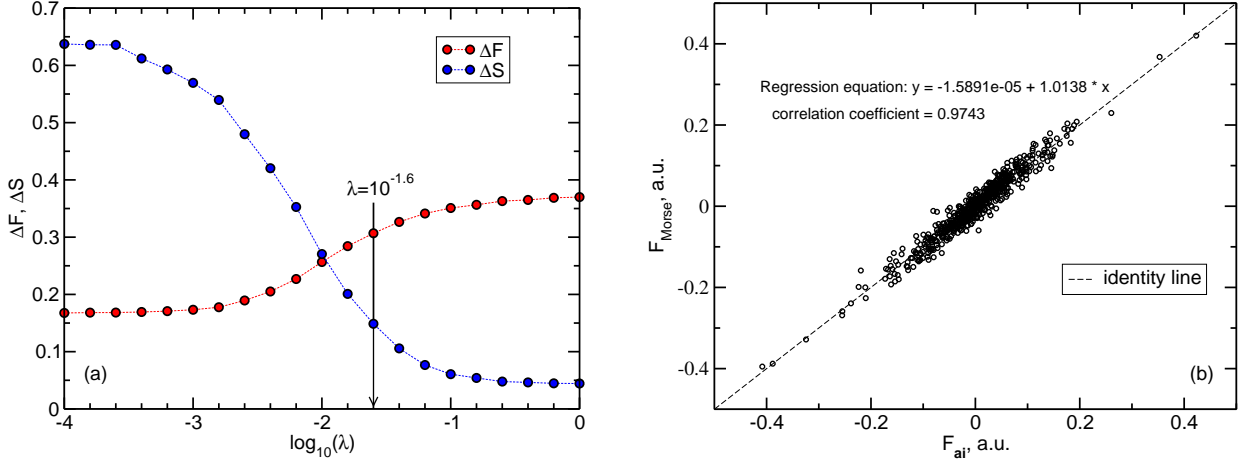 0.7
0.6
0.5
0.4
0.3
0.2
0.1
0
ΔF, ΔS
ΔF
ΔS
λ=10^-1.6
(a)
-4
-3
-2
-1
0
log10(λ)
0.4
0.2
0
-0.2
-0.4
F_Morse, a.u.
Regression equation: y = -1.5891e-05 + 1.0138 * x
correlation coefficient = 0.9743
identity line
(b)
-0.4
-0.2
0
0.2
0.4
F_ai, a.u.